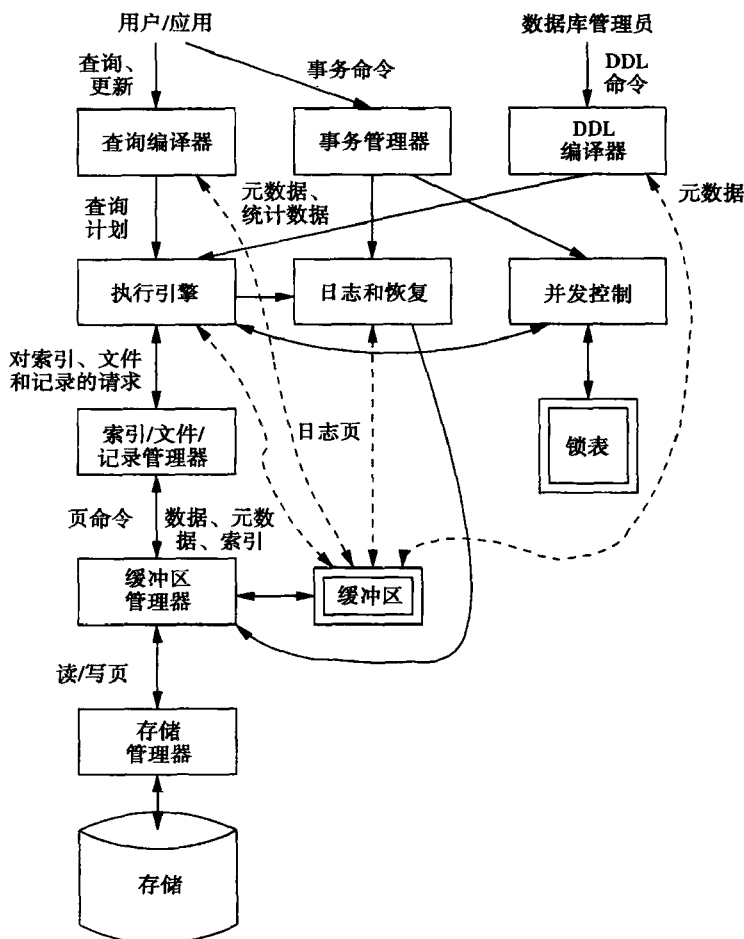 用户/应用
数据库管理员
查询、
更新
事务命令
DDL
命令
查询编译器
事务管理器
DDL
编译器
查询
计划
元数据、
统计数据
元数据
执行引擎
日志和恢复
并发控制
对索引、文件
和记录的请求
索引/文件/
记录管理器
日志页
锁表
页命令
数据、元数
据、索引
缓冲区
管理器
缓冲区
读/写页
存储
管理器
存储